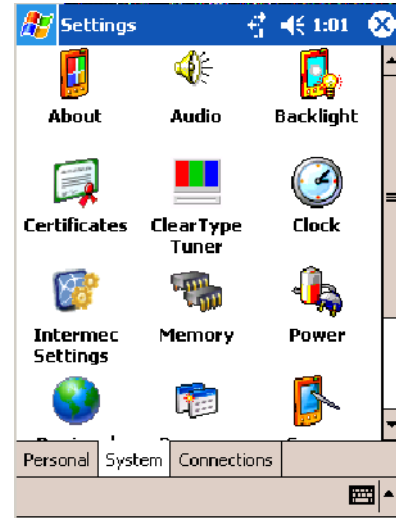 Settings 1:01
About Audio Backlight
Certificates ClearType Tuner Clock
Intermec Settings Memory Power
Personal System Connections